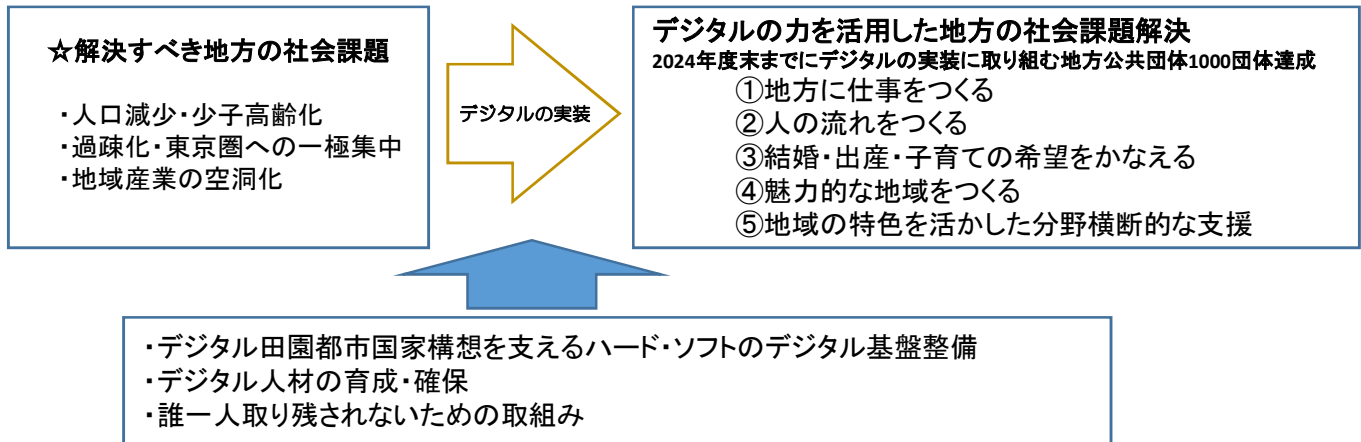 ☆解決すべき地方の社会課題
・人口減少・少子高齢化
・過疎化・東京圏への一極集中
・地域産業の空洞化
デジタルの実装
デジタルの力を活用した地方の社会課題解決
2024年度末までにデジタルの実装に取り組む地方公共団体1000団体達成
①地方に仕事をつくる
②人の流れをつくる
③結婚・出産・子育ての希望をかなえる
④魅力的な地域をつくる
⑤地域の特色を活かした分野横断的な支援
・デジタル田園都市国家構想を支えるハード・ソフトのデジタル基盤整備
・デジタル人材の育成・確保
・誰一人取り残されないための取組み